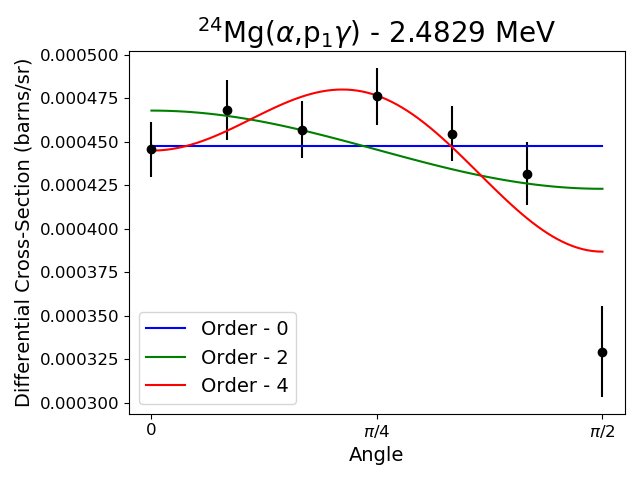 ²⁴Mg(α,p₁γ) - 2.4829 MeV
Differential Cross-Section (barns/sr)
0.000500
0.000475
0.000450
0.000425
0.000400
0.000375
0.000350
0.000325
0.000300
Order - 0
Order - 2
Order - 4
0
π/4
π/2
Angle